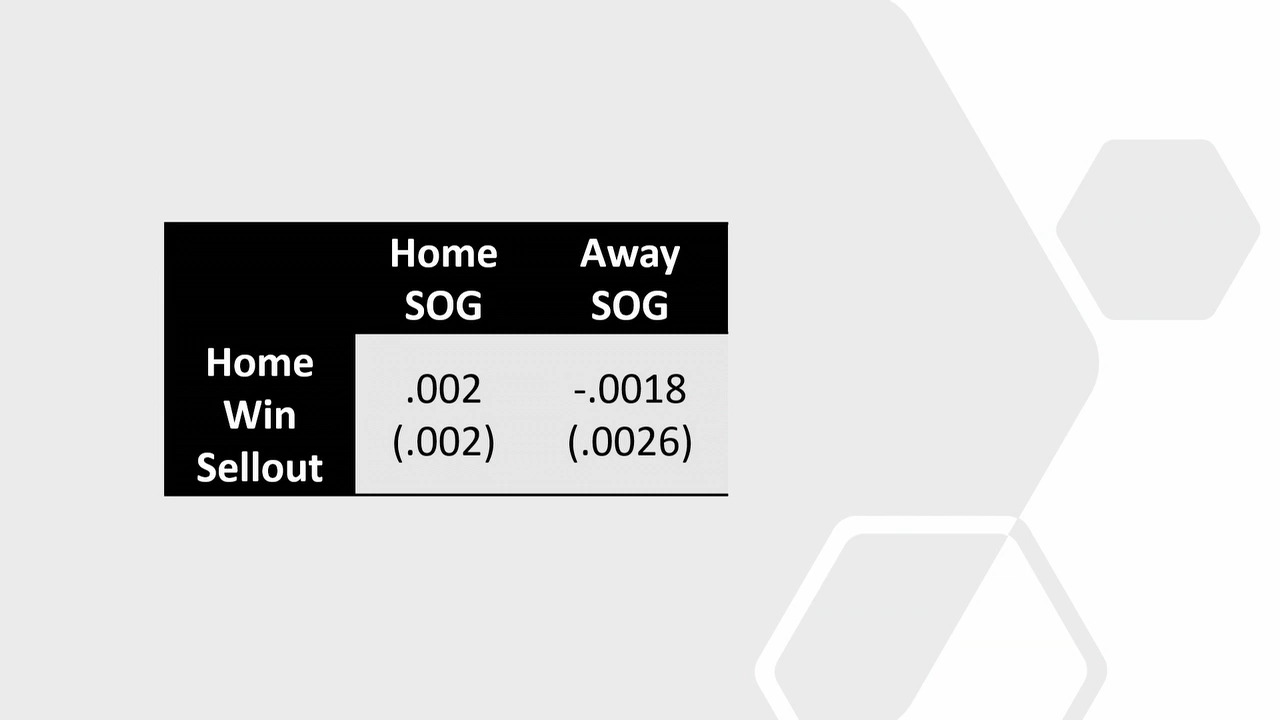 Home Away
SOG SOG
Home
Win
Sellout
.002 -.0018
(.002) (.0026)